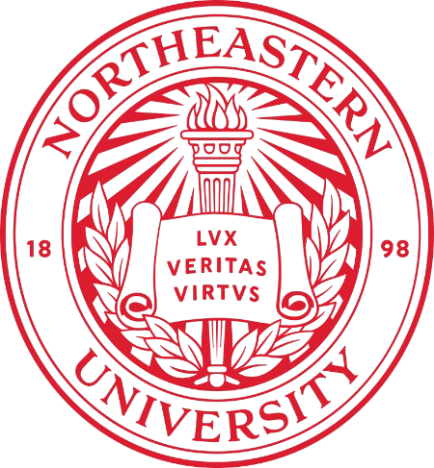 NORTHEASTERN
18 98
LVX
VERITAS
VIRTVS
UNIVERSITY